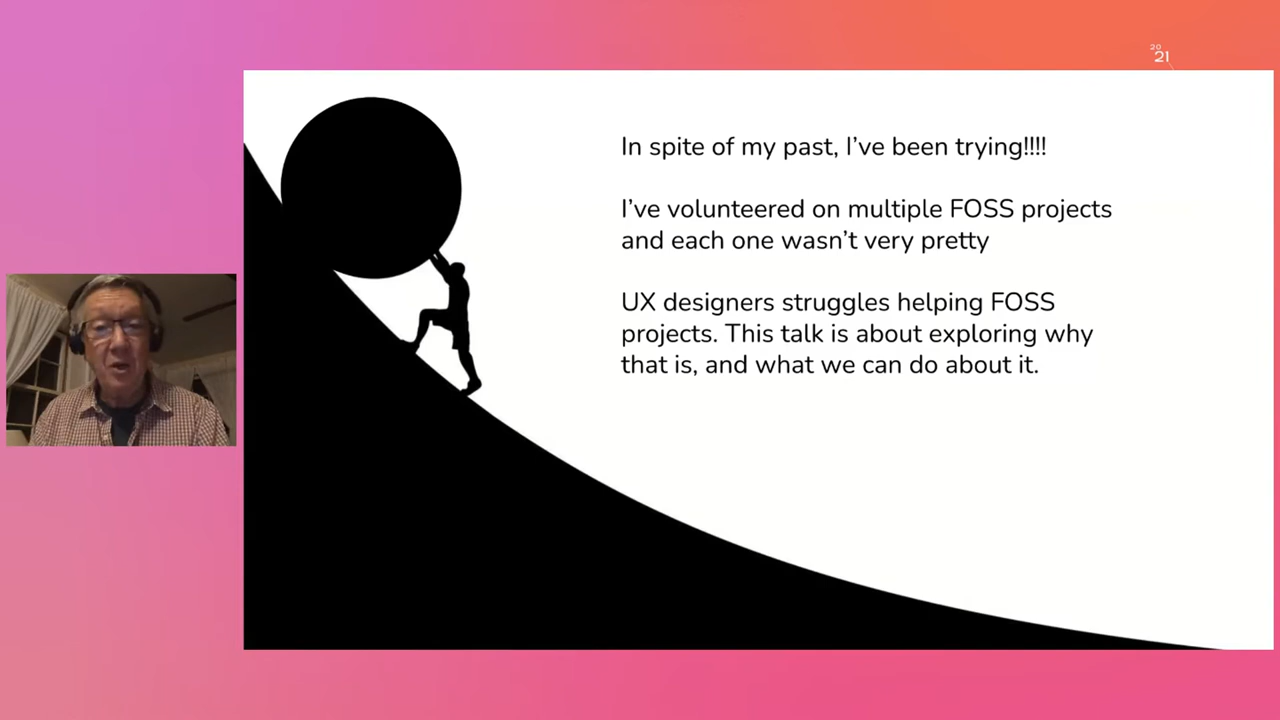 20
21
In spite of my past, I've been trying!!!!
I've volunteered on multiple FOSS projects
and each one wasn't very pretty
UX designers struggles helping FOSS
projects. This talk is about exploring why
that is, and what we can do about it.